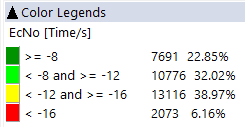 Color Legends
EcNo [Time/s]
>= -8 7691 22.85%
< -8 and >= -12 10776 32.02%
< -12 and >= -16 13116 38.97%
< -16 2073 6.16%